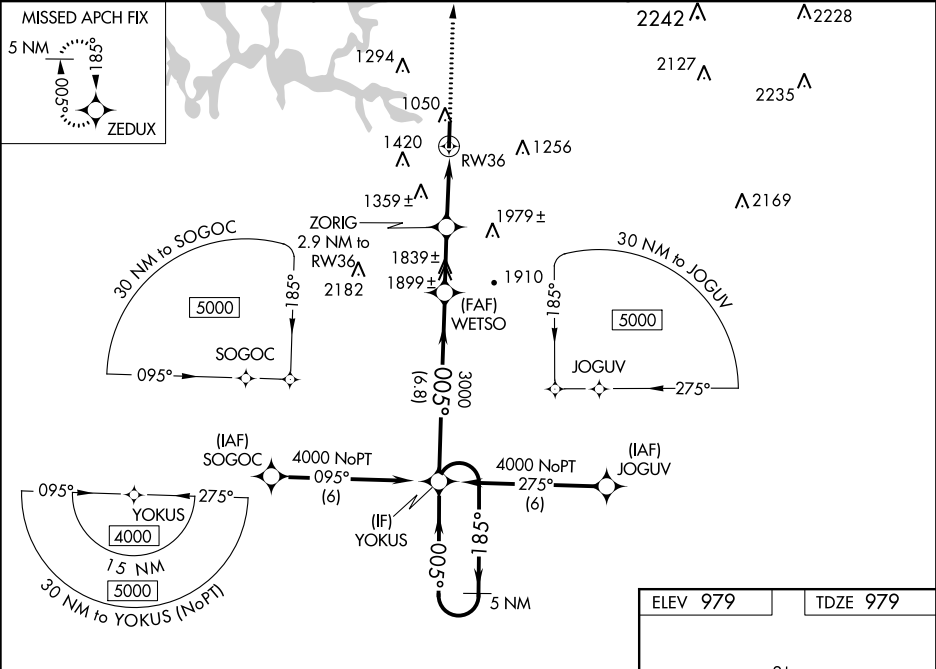 MISSED APCH FIX
5 NM
185°
005°
ZEDUX
2242
2228
1294
2127
2235
1050
1420
RW36
1256
1359±
2169
ZORIG
2.9 NM to
RW36
1979±
1839±
2182
1899±
1910
(FAF)
WETSO
30 NM to SOGOC
5000
185°
SOGOC
095°
30 NM to JOGUV
185°
5000
JOGUV
275°
3000
005°
(6.8)
(IAF)
SOGOC
4000 NoPT
095°
(6)
4000 NoPT
275°
(6)
(IAF)
JOGUV
(IF)
YOKUS
095°
275°
YOKUS
4000
15 NM
5000
30 NM to YOKUS (NoPT)
005°
185°
5 NM
ELEV 979
TDZE 979